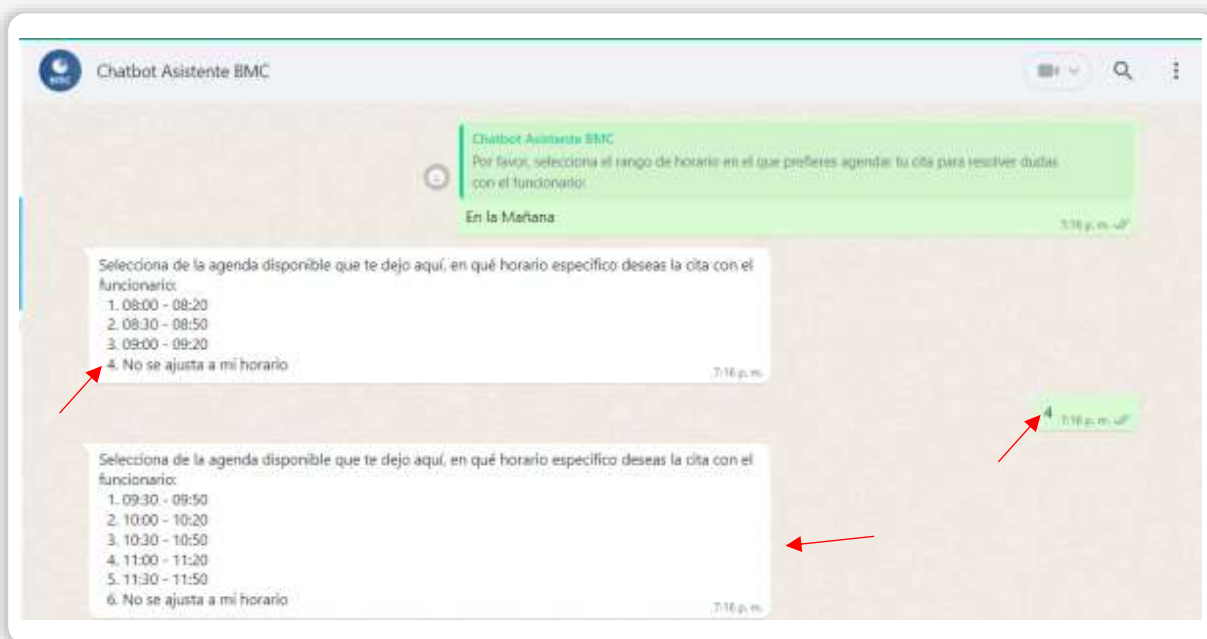 Chatbot Asistente BMC
Chatbot Asistente BMC
Por favor, selecciona el rango de horario en el que prefieres agendar tu cita para resolver dudas
con el funcionario:
En la Mañana
7:16 p. m.
Selecciona de la agenda disponible que te dejo aquí, en qué horario especifico deseas la cita con el
funcionario:
1. 08:00 - 08:20
2. 08:30 - 08:50
3. 09:00 - 09:20
4. No se ajusta a mi horario
7:16 p. m.
4
7:16 p. m.
Selecciona de la agenda disponible que te dejo aquí, en qué horario especifico deseas la cita con el
funcionario:
1. 09:30 - 09:50
2. 10:00 - 10:20
3. 10:30 - 10:50
4. 11:00 - 11:20
5. 11:30 - 11:50
6. No se ajusta a mi horario
7:16 p. m.